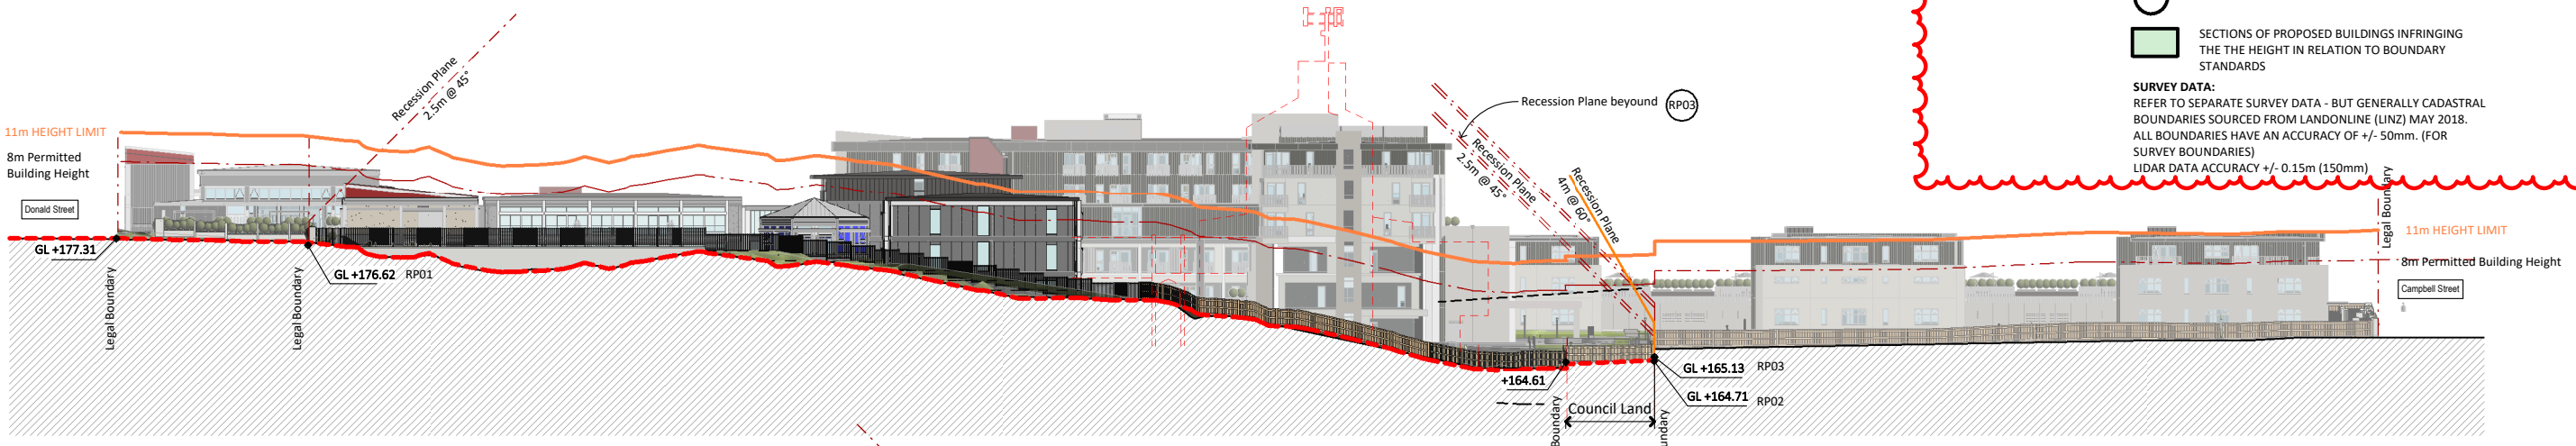 SECTIONS OF PROPOSED BUILDINGS INFRINGING
THE THE HEIGHT IN RELATION TO BOUNDARY
STANDARDS
SURVEY DATA:
REFER TO SEPARATE SURVEY DATA - BUT GENERALLY CADASTRAL
BOUNDARIES SOURCED FROM LANDONLINE (LINZ) MAY 2018.
ALL BOUNDARIES HAVE AN ACCURACY OF +/- 50mm. (FOR
SURVEY BOUNDARIES)
LIDAR DATA ACCURACY +/- 0.15m (150mm)
Recession Plane
2.5m @ 45°
11m HEIGHT LIMIT
8m Permitted
Building Height
Donald Street
GL +177.31
Legal Boundary
Legal Boundary
GL +176.62 RP01
Recession Plane beyound RP03
Recession Plane
2.5m @ 45°
Recession Plane
4m @ 60°
+164.61
Boundary
Council Land
undary
GL +165.13 RP03
GL +164.71 RP02
Legal Boundary
11m HEIGHT LIMIT
8m Permitted Building Height
Campbell Street